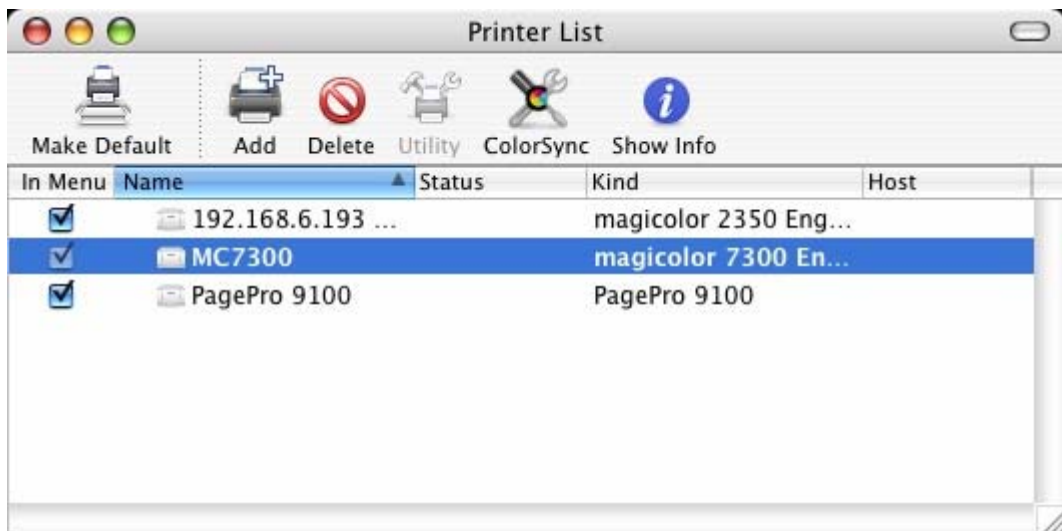 Printer List
Make Default Add Delete Utility ColorSync Show Info
In Menu Name Status Kind Host
192.168.6.193 ... magicolor 2350 Eng...
MC7300 magicolor 7300 En...
PagePro 9100 PagePro 9100